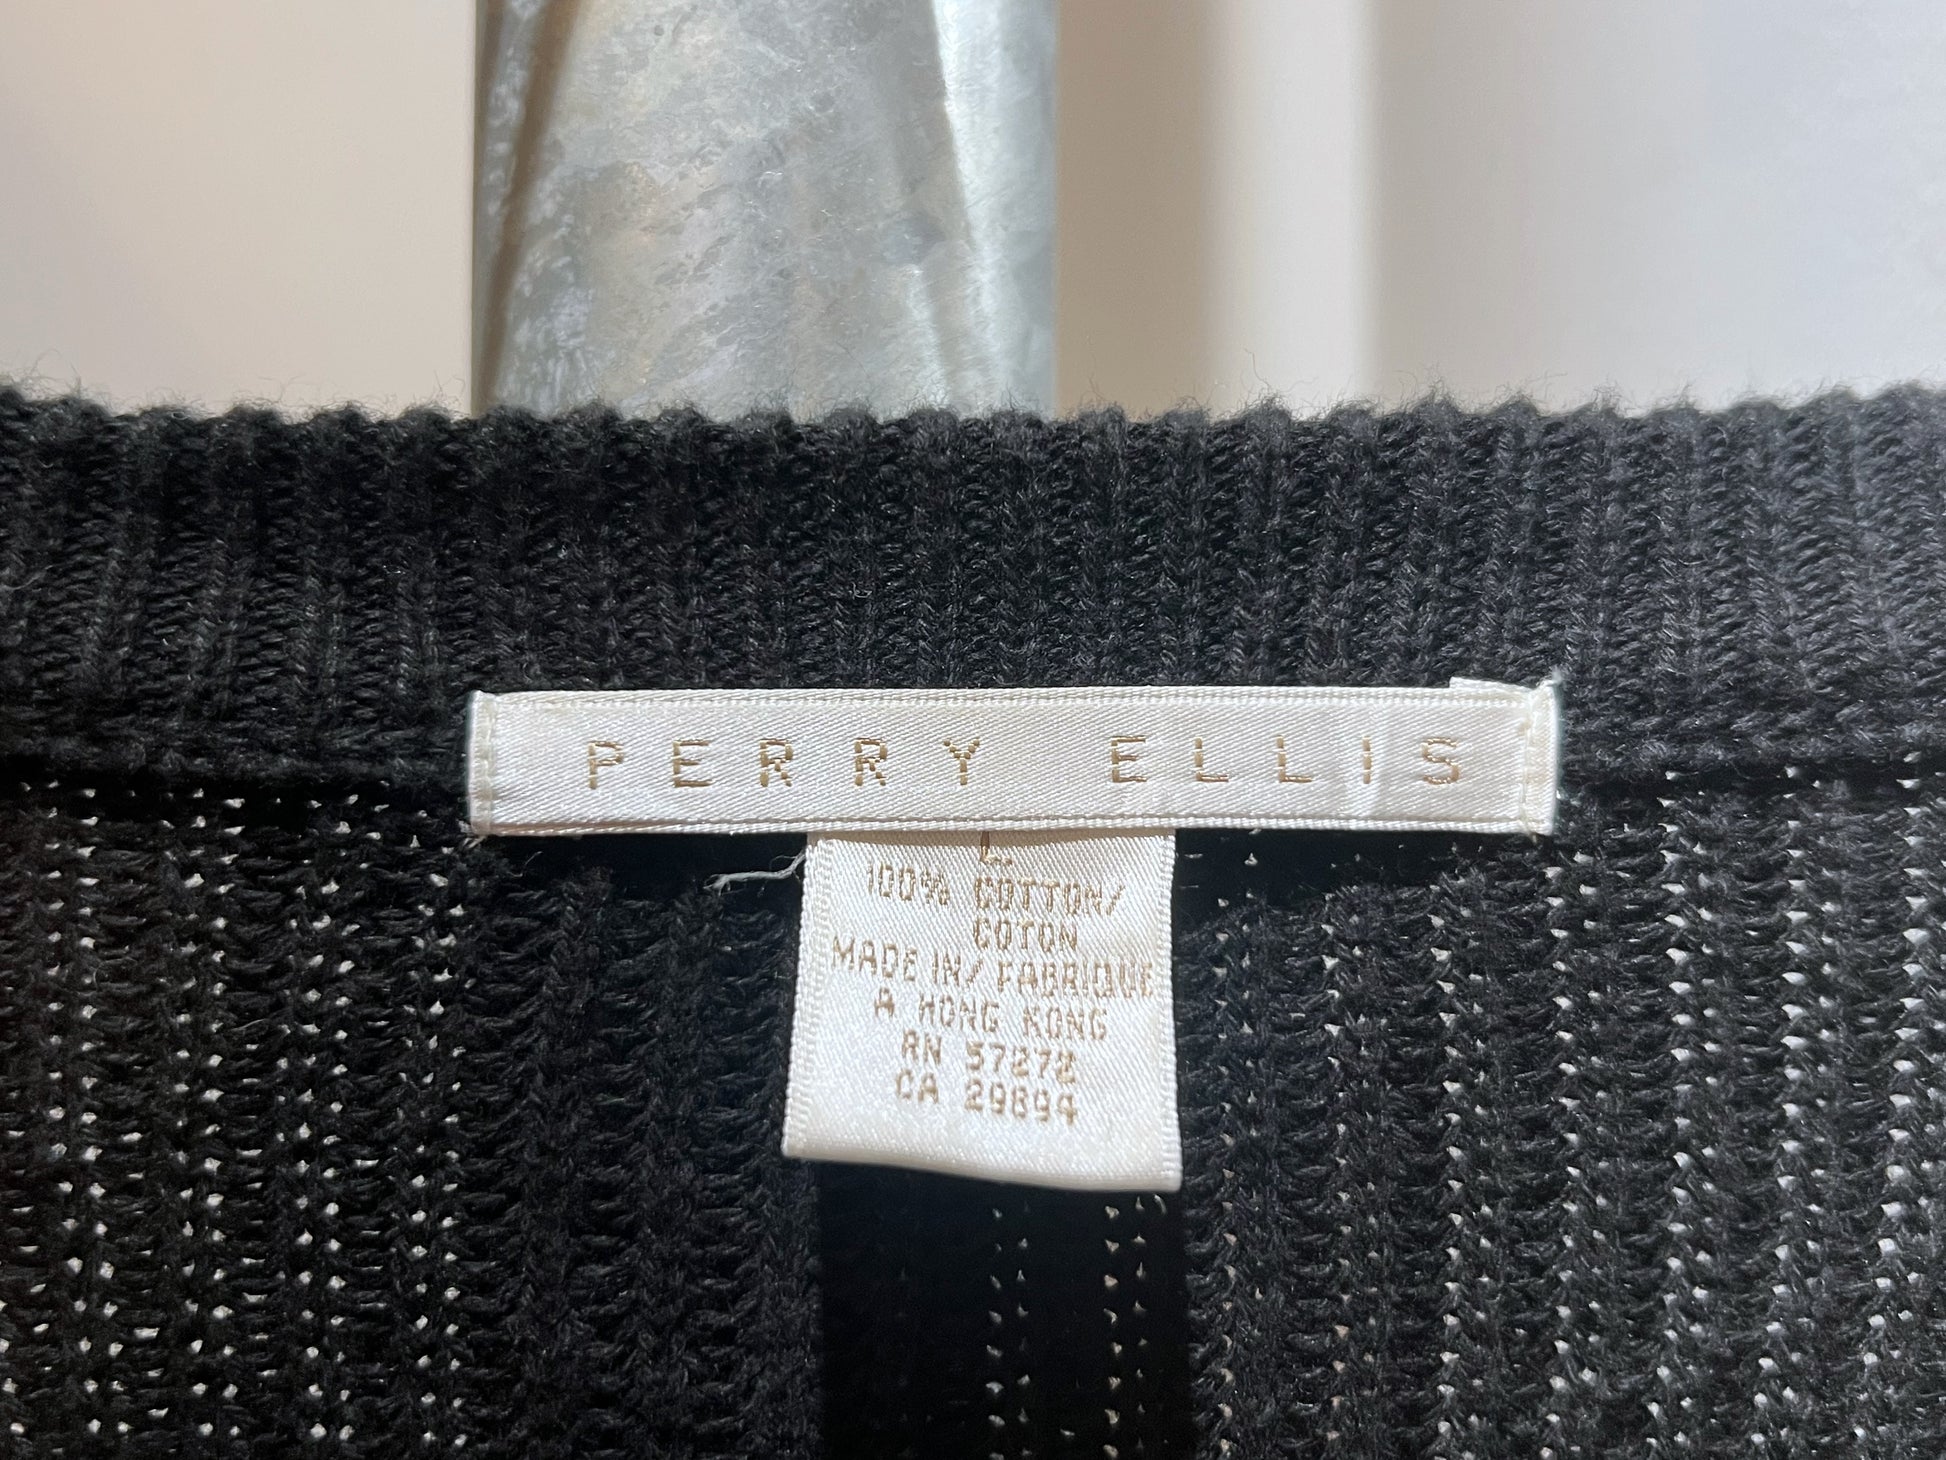 PERRY ELLIS
L.
100% COTTON/
COTON
MADE IN/ FABRIQUE
A HONG KONG
RN 57272
CA 29894